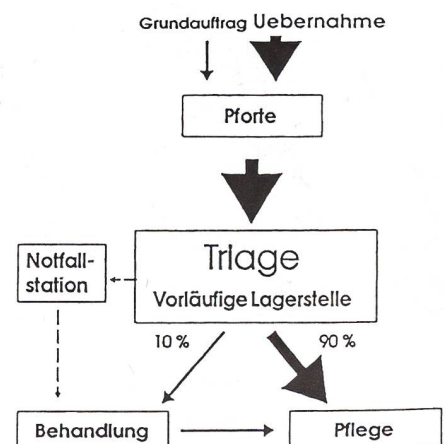 Grundauftrag Uebernahme
Pforte
Triage
Vorläufige Lagerstelle
Notfall-
station
10 %
90 %
Behandlung
Pflege